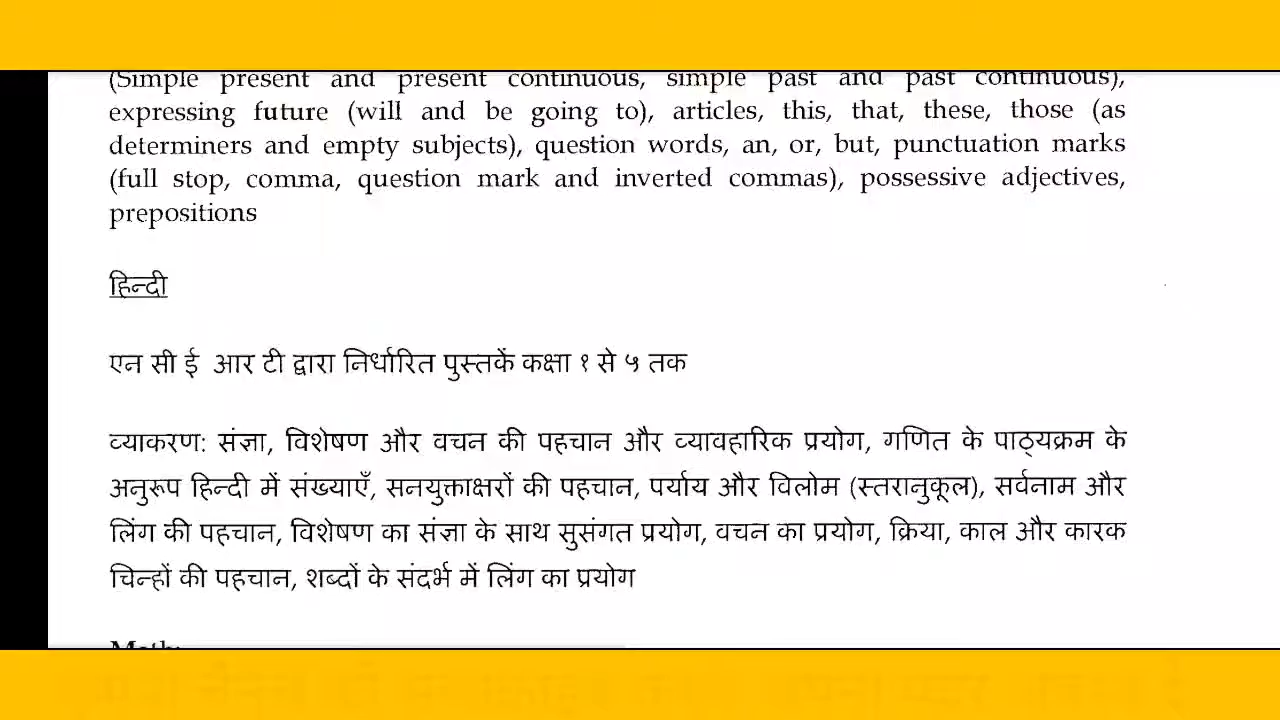 (Simple present and present continuous, simple past and past continuous),
expressing future (will and be going to), articles, this, that, these, those (as
determiners and empty subjects), question words, an, or, but, punctuation marks
(full stop, comma, question mark and inverted commas), possessive adjectives,
prepositions
हिन्दी
एन सी ई आर टी द्वारा निर्धारित पुस्तकें कक्षा १ से ५ तक
व्याकरण: संज्ञा, विशेषण और वचन की पहचान और व्यावहारिक प्रयोग, गणित के पाठ्यक्रम के
अनुरूप हिन्दी में संख्याएँ, सनयुक्ताक्षरों की पहचान, पर्याय और विलोम (स्तरानुकूल), सर्वनाम और
लिंग की पहचान, विशेषण का संज्ञा के साथ सुसंगत प्रयोग, वचन का प्रयोग, क्रिया, काल और कारक
चिन्हों की पहचान, शब्दों के संदर्भ में लिंग का प्रयोग